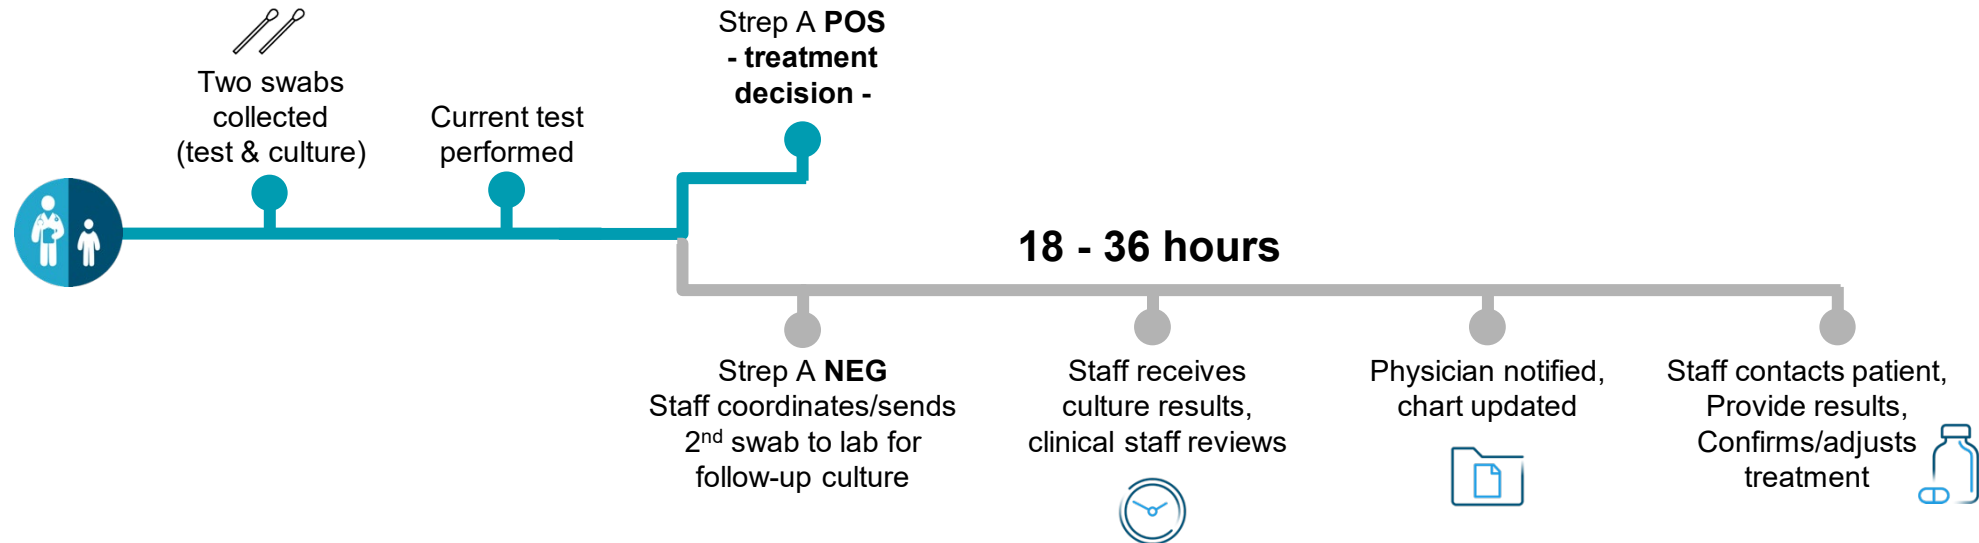 Two swabs
collected
(test & culture)
Current test
performed
Strep A POS
- treatment
decision -
18 - 36 hours
Strep A NEG
Staff coordinates/sends
2nd swab to lab for
follow-up culture
Staff receives
culture results,
clinical staff reviews
Physician notified,
chart updated
Staff contacts patient,
Provide results,
Confirms/adjusts
treatment